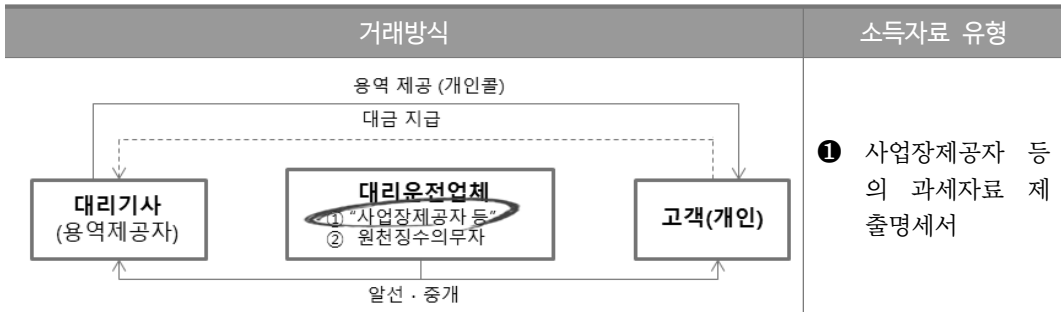 거래방식
소득자료 유형
용역 제공 (개인콜)
대금 지급
대리기사
(용역제공자)
대리운전업체
① “사업장제공자 등”
② 원천징수의무자
고객(개인)
알선 · 중개
❶ 사업장제공자 등
의 과세자료 제
출명세서